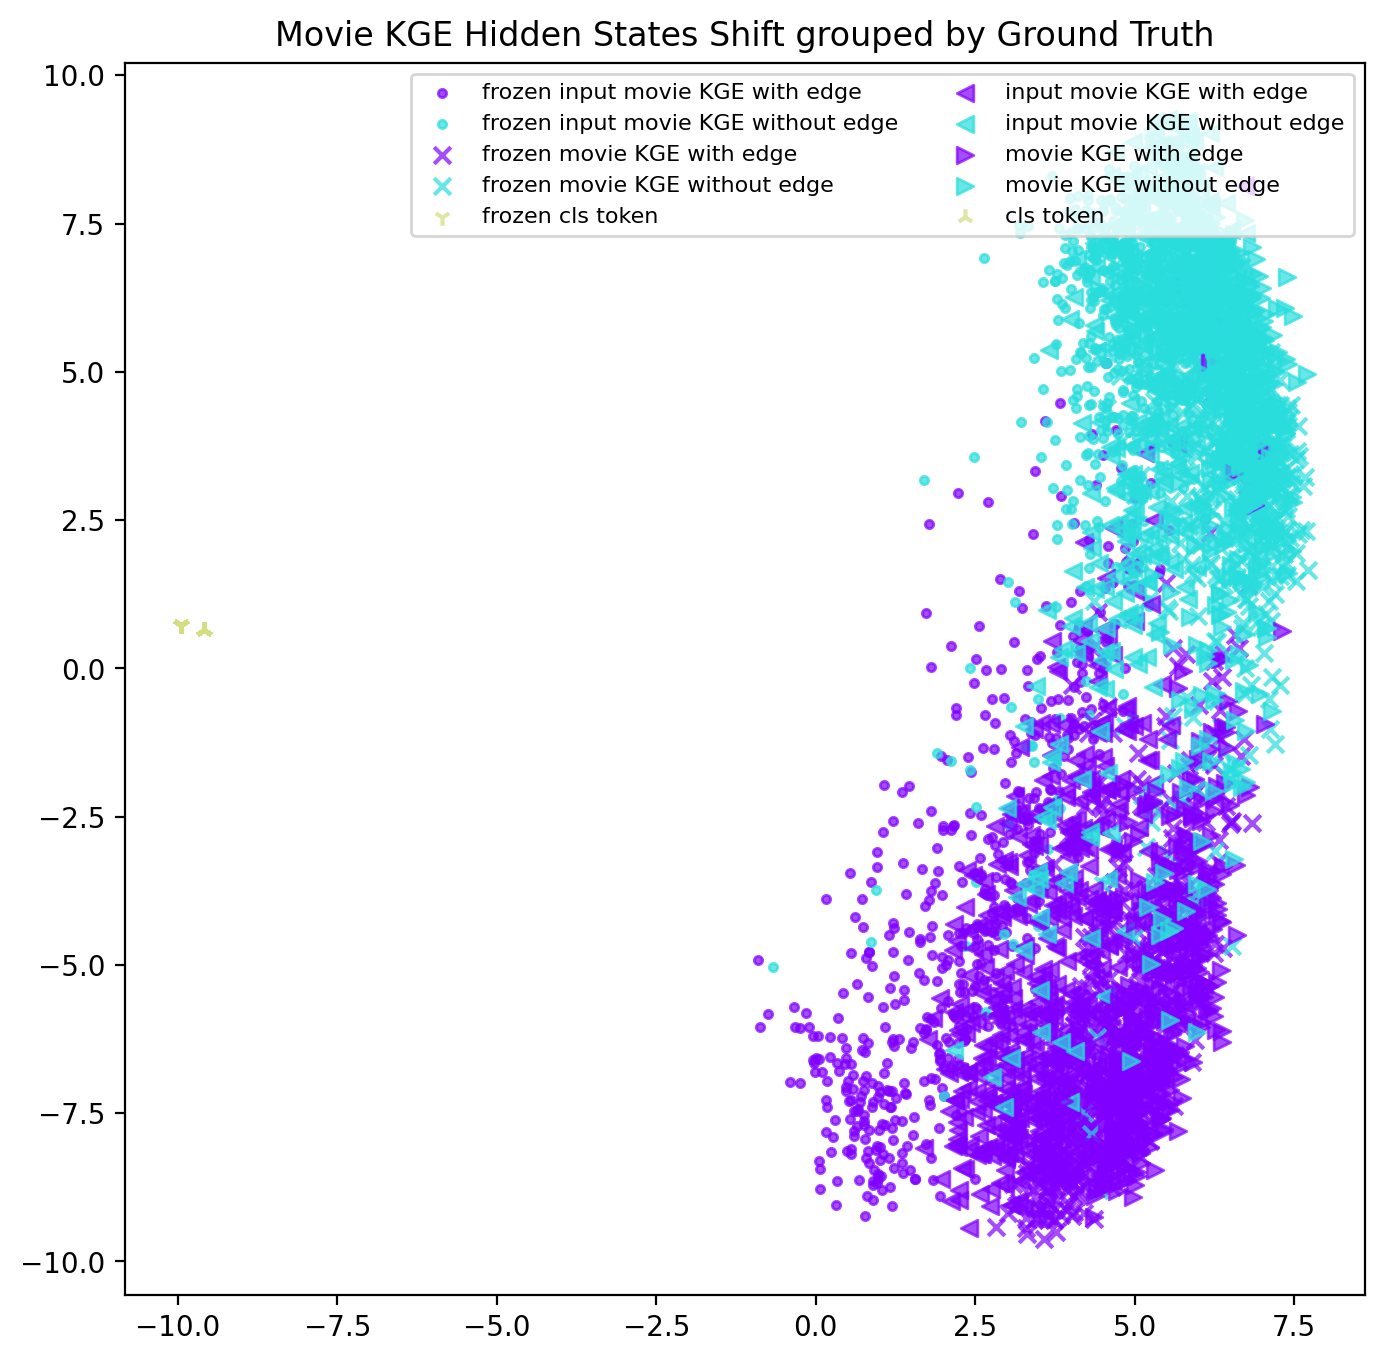 Movie KGE Hidden States Shift grouped by Ground Truth
10.0
7.5
5.0
2.5
0.0
−2.5
−5.0
−7.5
−10.0
frozen input movie KGE with edge
frozen input movie KGE without edge
frozen movie KGE with edge
frozen movie KGE without edge
frozen cls token
input movie KGE with edge
input movie KGE without edge
movie KGE with edge
movie KGE without edge
cls token
−10.0 −7.5 −5.0 −2.5 0.0 2.5 5.0 7.5